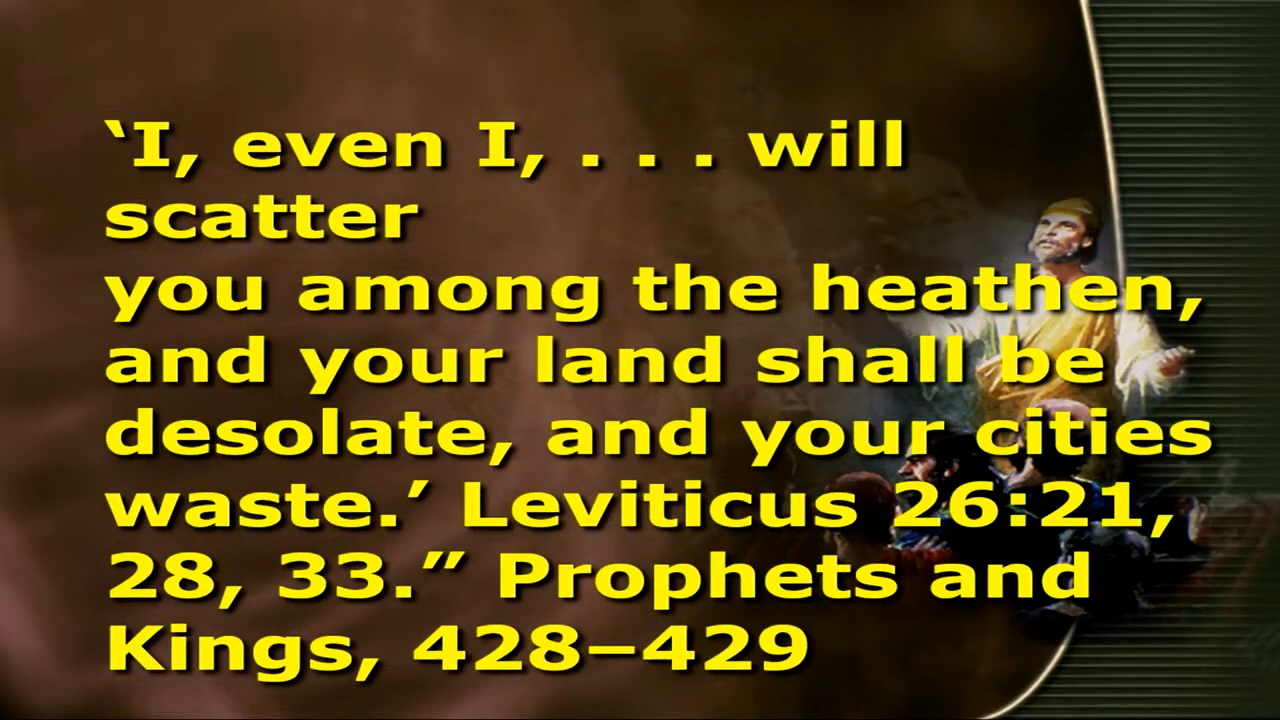 ‘I, even I, . . . will
scatter
you among the heathen,
and your land shall be
desolate, and your cities
waste.’ Leviticus 26:21,
28, 33.” Prophets and
Kings, 428–429